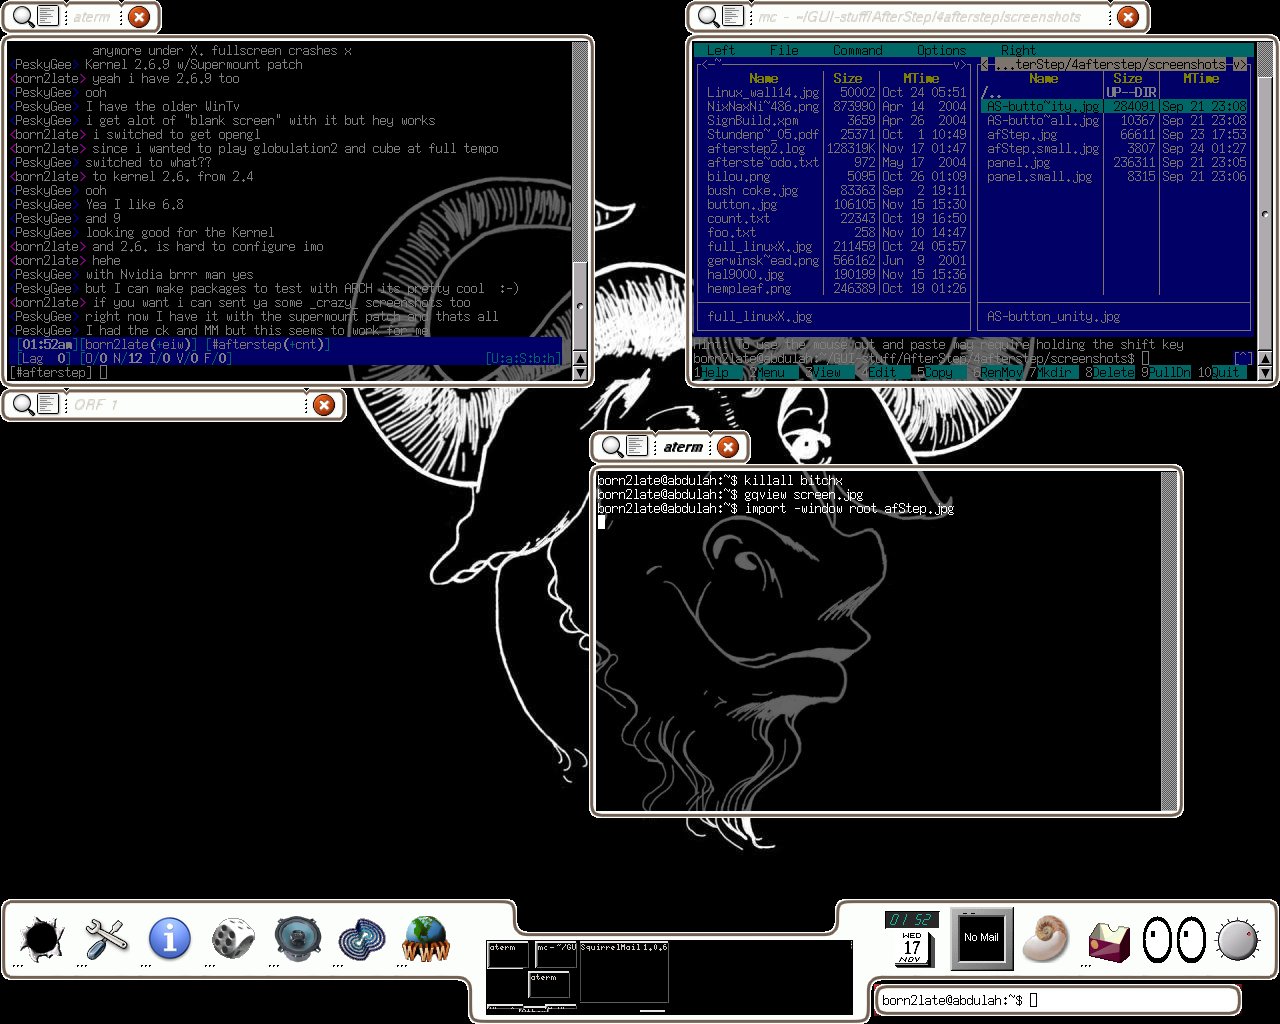 aterm
anymore under X. fullscreen crashes x
PeskyGee> Kernel 2.6.9 w/Supermount patch
<born2late> yeah i have 2.6.9 too
PeskyGee> ooh
PeskyGee> I have the older WinTv
PeskyGee> i get alot of "blank screen" with it but hey works
<born2late> i switched to get opengl
<born2late> since i wanted to play globulation2 and cube at full tempo
PeskyGee> switched to what??
<born2late> to kernel 2.6. from 2.4
PeskyGee> ooh
PeskyGee> Yea I like 6.8
PeskyGee> and 9
PeskyGee> looking good for the Kernel
<born2late> and 2.6. is hard to configure imo
<born2late> hehe
PeskyGee> with Nvidia brrr man yes
PeskyGee> but I can make packages to test with ARCH its pretty cool  :-)
<born2late> if you want i can sent ya some _crazy_ screenshots too
PeskyGee> right now I have it with the supermount patch and thats all
PeskyGee> I had the ck and MM but this seems to work for me
[01:52am][born2late(+eiw)] [#afterstep(+cnt)]
[Lag  0] [O/0 N/12 I/0 V/0 F/0] [U:a:S:b:h]
[#afterstep]
mc - ~/GUI-stuff/AfterStep/4afterstep/screenshots
Left File Command Options Right
<~ v>
Name Size MTime
Linux_wall14.jpg 50002 Oct 24 05:51
NixNaxNi~486.png 873990 Apr 14  2004
SignBuild.xpm 3659 Apr 26  2004
Stundenp~_05.pdf 25371 Oct  1 10:49
afterstep2.log 128319K Nov 17 01:47
afterste~odo.txt 972 May 17  2004
bilou.png 5095 Oct 26 01:09
bush coke.jpg 83363 Sep  2 19:11
button.jpg 106105 Nov 15 15:30
count.txt 22343 Oct 19 16:50
foo.txt 258 Nov 10 14:47
full_linuxX.jpg 211459 Oct 24 05:57
gerwinsk~ead.png 566162 Jun  9  2001
hal9000.jpg 190199 Nov 15 15:36
hempleaf.png 246389 Oct 19 01:26
full_linuxX.jpg
< ...terStep/4afterstep/screenshots v>
Name Size MTime
/.. UP--DIR
AS-butto~ity.jpg 284091 Sep 21 23:08
AS-butto~all.jpg 10367 Sep 21 23:08
afStep.jpg 66611 Sep 23 17:53
afStep.small.jpg 3807 Sep 24 01:27
panel.jpg 236311 Sep 21 23:05
panel.small.jpg 8315 Sep 21 23:06
AS-button_unity.jpg
Hint: To use the mouse cut and paste may require holding the shift key
born2late@abdulah:~/GUI-stuff/AfterStep/4afterstep/screenshots$ [^]
1Help 2Menu 3View 4Edit 5Copy 6RenMov 7Mkdir 8Delete 9PullDn 10Quit
ORF 1
aterm
born2late@abdulah:~$ killall bitchx
born2late@abdulah:~$ gqview screen.jpg
born2late@abdulah:~$ import -window root afStep.jpg
aterm
mc - ~/GU
SquirrelMail 1.0.6
aterm
01 52
WED
17
NOV
No Mail
born2late@abdulah:~$